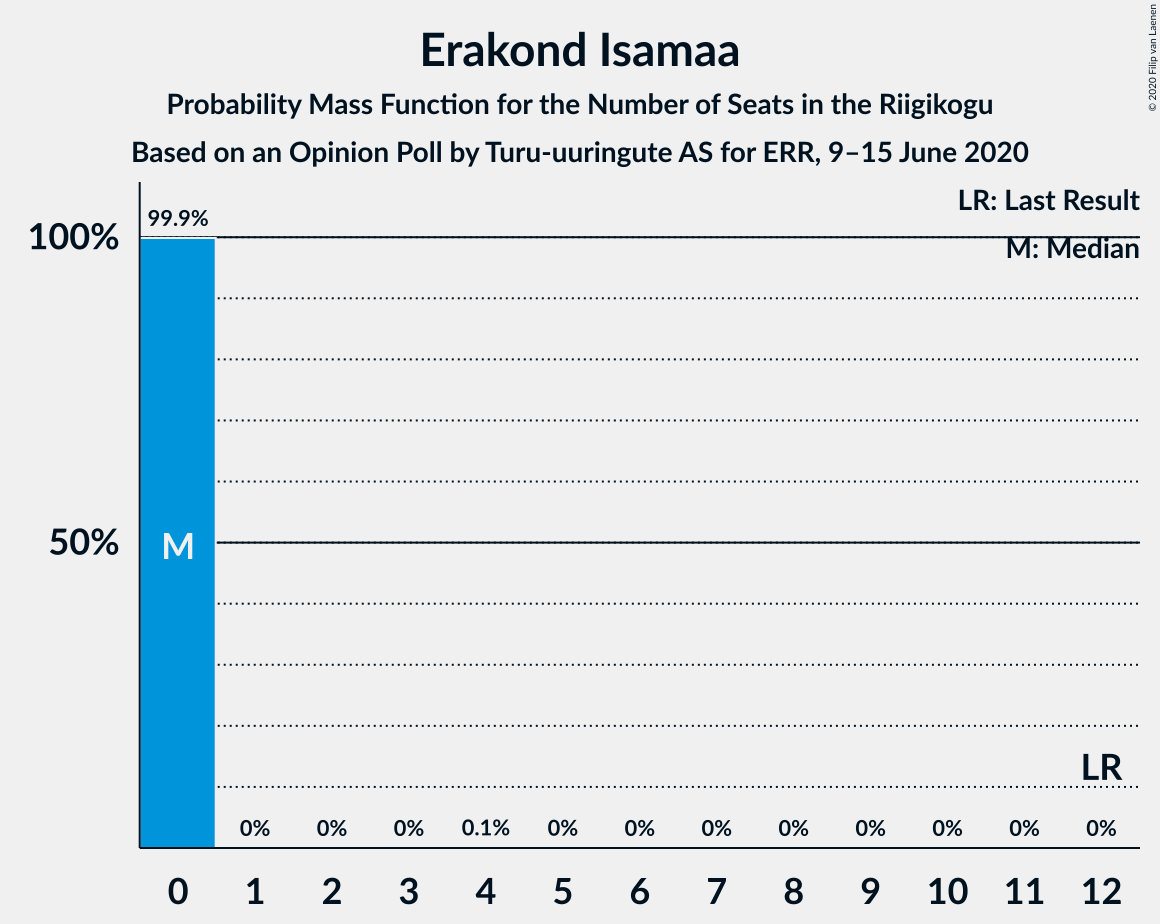 Erakond Isamaa
Probability Mass Function for the Number of Seats in the Riigikogu
Based on an Opinion Poll by Turu-uuringute AS for ERR, 9–15 June 2020
© 2020 Filip van Laenen
LR: Last Result
M: Median
99.9%
100%
50%
M
LR
0% 0% 0% 0.1% 0% 0% 0% 0% 0% 0% 0% 0%
0 1 2 3 4 5 6 7 8 9 10 11 12